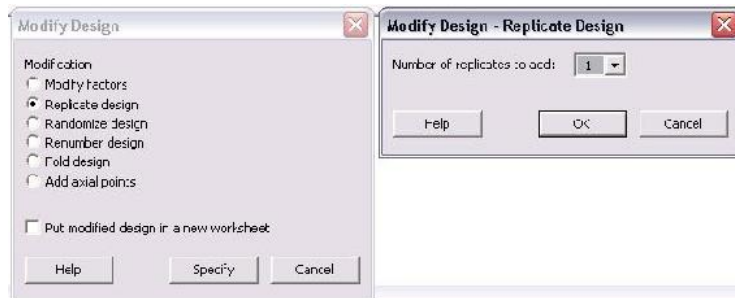 Modify Design
Modification
Modify factors
Replicate design
Randomize design
Renumber design
Fold design
Add axial points
Put modified design in a new worksheet
Help
Specify
Cancel
Modify Design - Replicate Design
Number of replicates to add:
1
Help
OK
Cancel